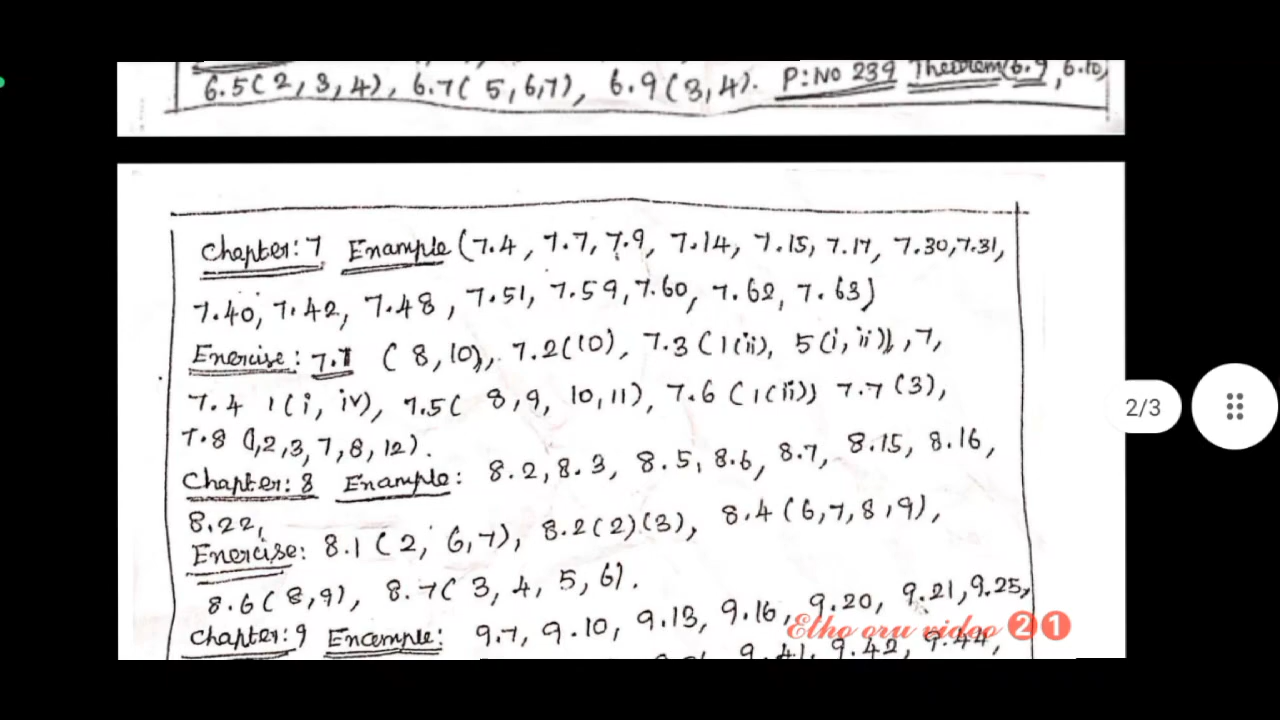 6.5(2,3,4), 6.7(5,6,7), 6.9(3,4). P:No 239 Theorem(6.9, 6.10,
Chapter:7 Example (7.4, 7.7, 7.9, 7.14, 7.15, 7.17, 7.30, 7.31,
7.40, 7.42, 7.48, 7.51, 7.59, 7.60, 7.62, 7.63)
Exercise: 7.1 (8,10), 7.2(10), 7.3(1(ii), 5(i, ii)), 7,
7.4 1(i, iv), 7.5(8,9, 10,11), 7.6 (1(ii)) 7.7(3),
7.8 (1,2,3,7,8,12).
Chapter:8 Example: 8.2, 8.3, 8.5, 8.6, 8.7, 8.15, 8.16,
8.22,
Exercise: 8.1 (2, 6,7), 8.2(2)(3), 8.4(6,7,8,9),
8.6(8,9), 8.7(3, 4, 5, 6).
Chapter:9 Example: 9.7, 9.10, 9.13, 9.16, 9.20, 9.21, 9.25,
9.41, 9.42, 9.44,
Etho oru video 21
2/3